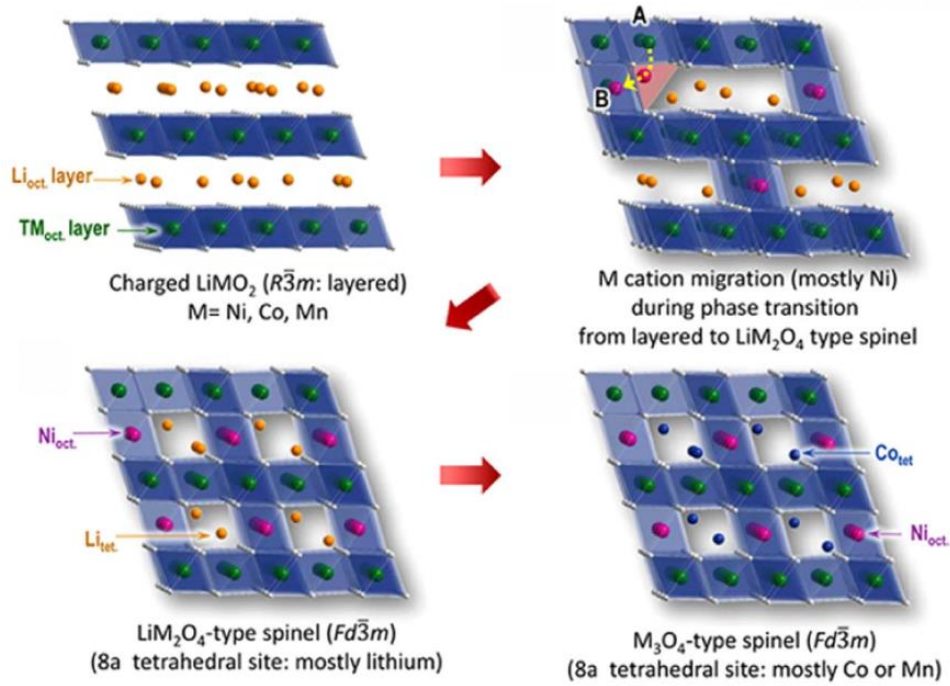 Li_oct. layer
TM_oct. layer
Charged LiMO₂ (R3̅m: layered)
M= Ni, Co, Mn
A
B
M cation migration (mostly Ni)
during phase transition
from layered to LiM₂O₄ type spinel
Ni_oct.
Li_tet.
LiM₂O₄-type spinel (Fd3̅m)
(8a tetrahedral site: mostly lithium)
Co_tet
Ni_oct.
M₃O₄-type spinel (Fd3̅m)
(8a tetrahedral site: mostly Co or Mn)